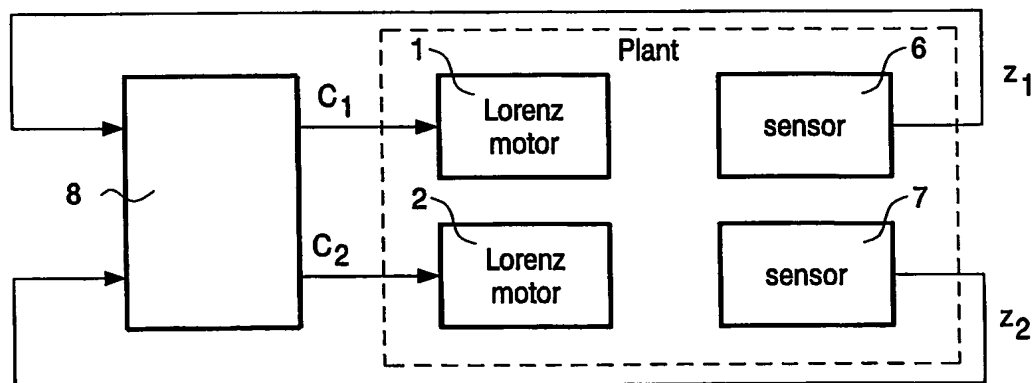 Plant
1
6
z1
C1
Lorenz
motor
sensor
8
2
7
C2
Lorenz
motor
sensor
z2